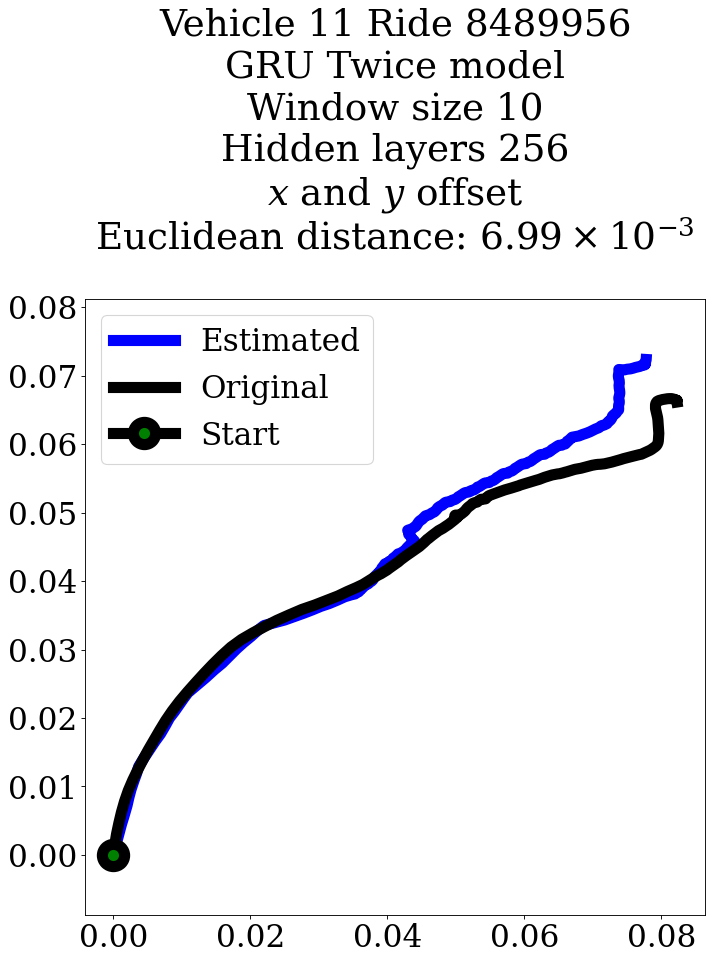 Vehicle 11 Ride 8489956
GRU Twice model
Window size 10
Hidden layers 256
x and y offset
Euclidean distance: 6.99 × 10⁻³
Estimated
Original
Start
0.08
0.07
0.06
0.05
0.04
0.03
0.02
0.01
0.00
0.00 0.02 0.04 0.06 0.08